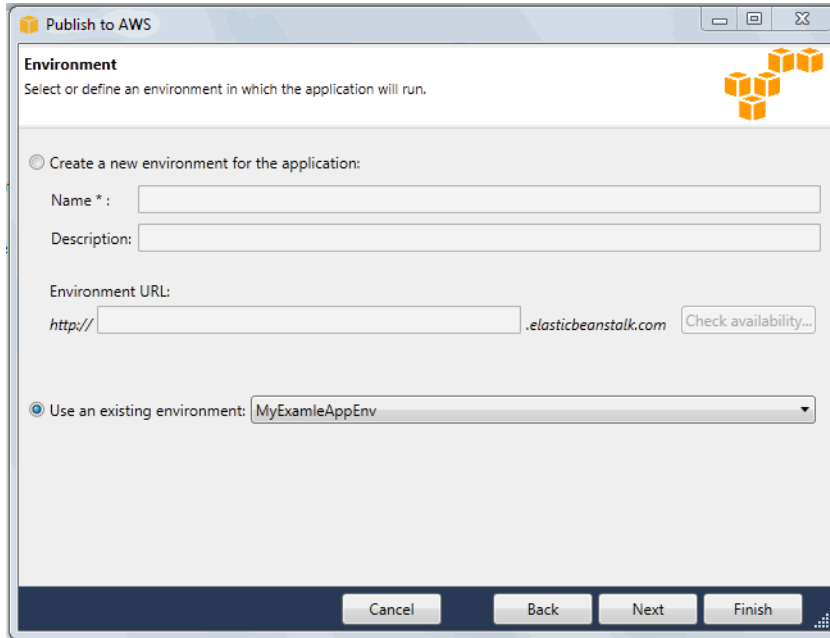 Publish to AWS
Environment
Select or define an environment in which the application will run.
Create a new environment for the application:
Name * :
Description:
Environment URL:
http:// .elasticbeanstalk.com Check availability...
Use an existing environment: MyExamleAppEnv
Cancel Back Next Finish